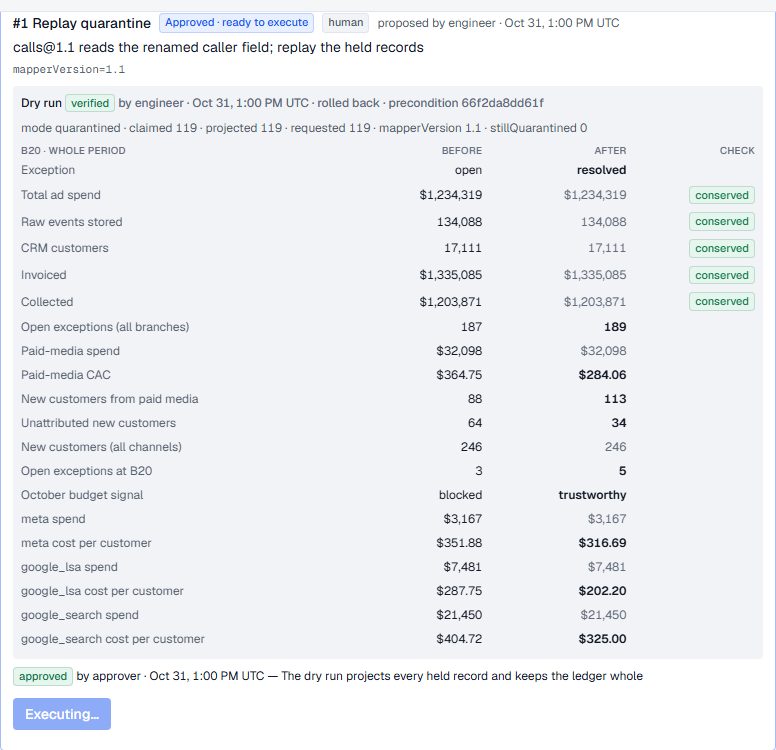 #1 Replay quarantine Approved · ready to execute human proposed by engineer · Oct 31, 1:00 PM UTC
calls@1.1 reads the renamed caller field; replay the held records
mapperVersion=1.1
Dry run verified by engineer · Oct 31, 1:00 PM UTC · rolled back · precondition 66f2da8dd61f
mode quarantined · claimed 119 · projected 119 · requested 119 · mapperVersion 1.1 · stillQuarantined 0
B20 · WHOLE PERIOD BEFORE AFTER CHECK
Exception open resolved
Total ad spend $1,234,319 $1,234,319 conserved
Raw events stored 134,088 134,088 conserved
CRM customers 17,111 17,111 conserved
Invoiced $1,335,085 $1,335,085 conserved
Collected $1,203,871 $1,203,871 conserved
Open exceptions (all branches) 187 189
Paid-media spend $32,098 $32,098
Paid-media CAC $364.75 $284.06
New customers from paid media 88 113
Unattributed new customers 64 34
New customers (all channels) 246 246
Open exceptions at B20 3 5
October budget signal blocked trustworthy
meta spend $3,167 $3,167
meta cost per customer $351.88 $316.69
google_lsa spend $7,481 $7,481
google_lsa cost per customer $287.75 $202.20
google_search spend $21,450 $21,450
google_search cost per customer $404.72 $325.00
approved by approver · Oct 31, 1:00 PM UTC — The dry run projects every held record and keeps the ledger whole
Executing...